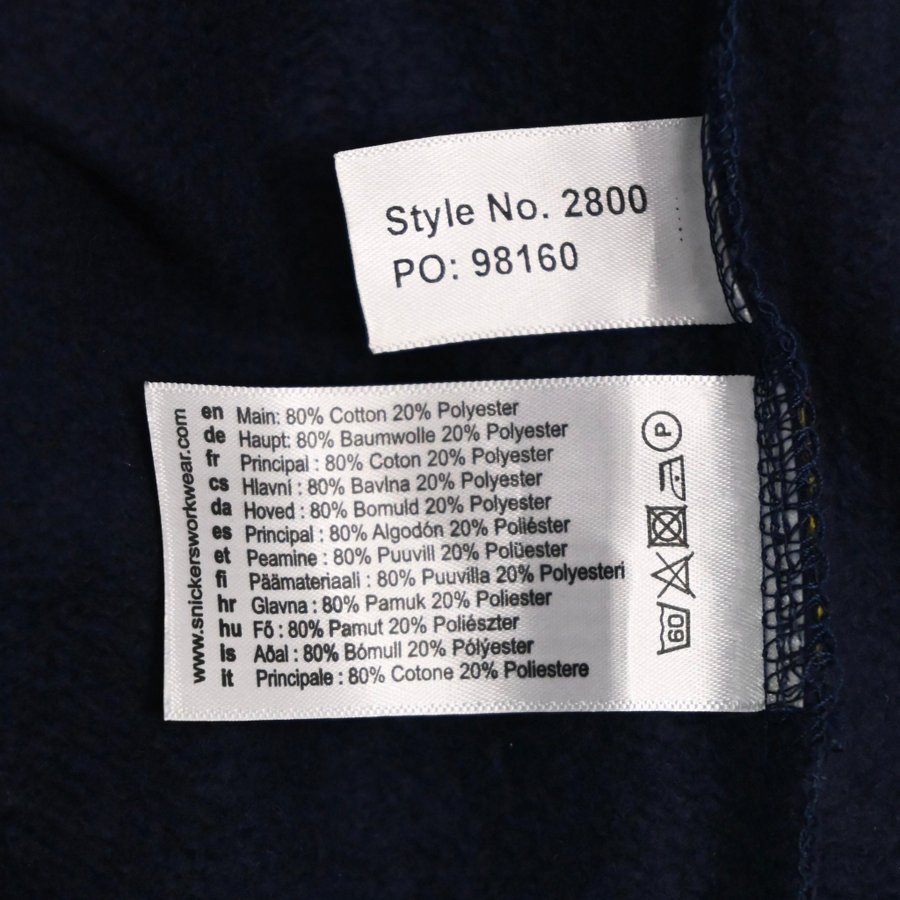 Style No. 2800
PO: 98160
www.snickersworkwear.com
en Main: 80% Cotton 20% Polyester
de Haupt: 80% Baumwolle 20% Polyester
fr Principal : 80% Coton 20% Polyester
cs Hlavní : 80% Bavlna 20% Polyester
da Hoved : 80% Bomuld 20% Polyester
es Principal : 80% Algodón 20% Poliéster
et Peamine : 80% Puuvill 20% Polüester
fi Päämateriaali : 80% Puuvilla 20% Polyesteri
hr Glavna : 80% Pamuk 20% Poliester
hu Fő : 80% Pamut 20% Poliészter
is Aðal : 80% Bómull 20% Pólýester
it Principale : 80% Cotone 20% Poliestere
P
60